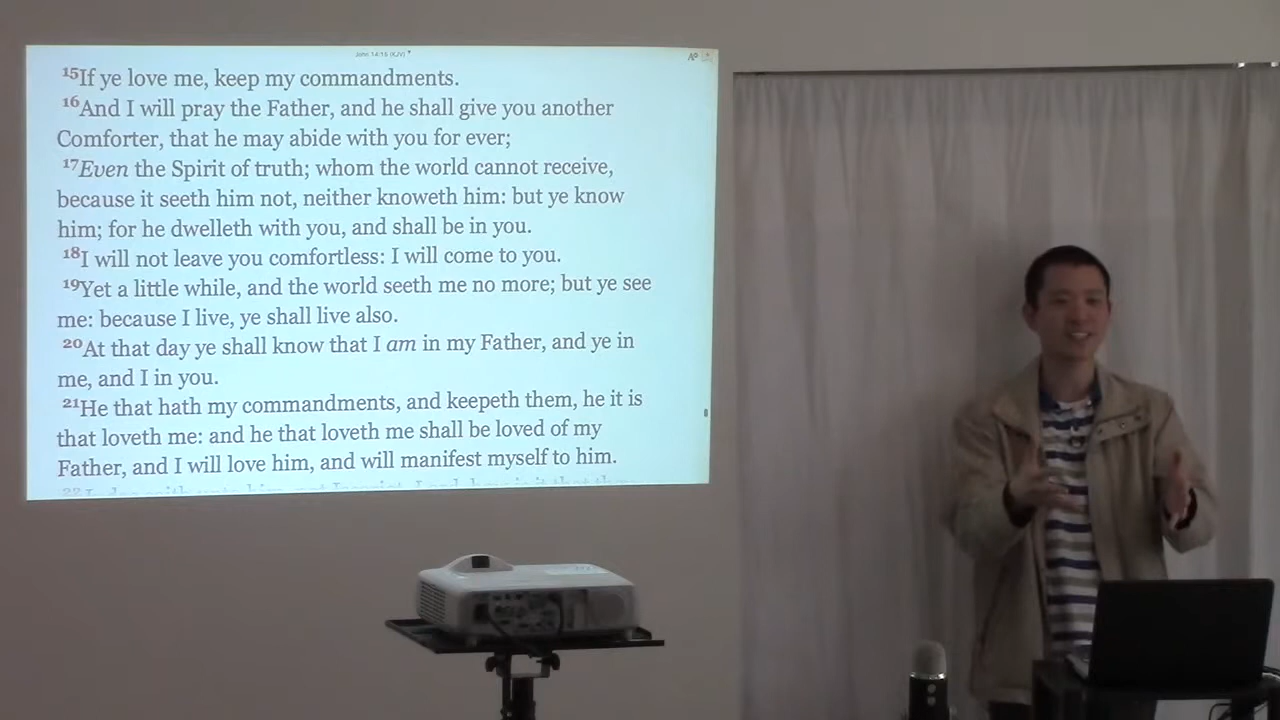 John 14:15 (KJV)
15If ye love me, keep my commandments.
16And I will pray the Father, and he shall give you another
Comforter, that he may abide with you for ever;
17Even the Spirit of truth; whom the world cannot receive,
because it seeth him not, neither knoweth him: but ye know
him; for he dwelleth with you, and shall be in you.
18I will not leave you comfortless: I will come to you.
19Yet a little while, and the world seeth me no more; but ye see
me: because I live, ye shall live also.
20At that day ye shall know that I am in my Father, and ye in
me, and I in you.
21He that hath my commandments, and keepeth them, he it is
that loveth me: and he that loveth me shall be loved of my
Father, and I will love him, and will manifest myself to him.